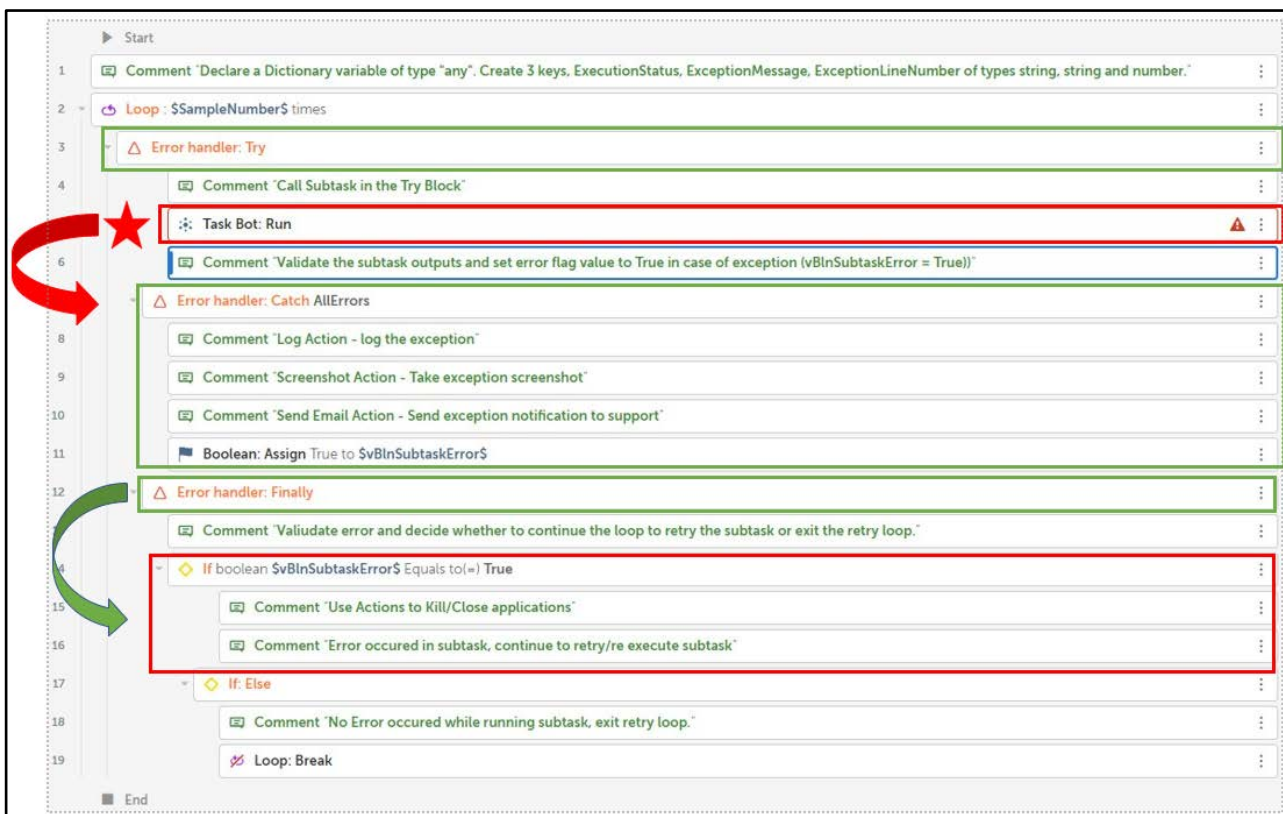 Start
1 Comment "Declare a Dictionary variable of type "any". Create 3 keys, ExecutionStatus, ExceptionMessage, ExceptionLineNumber of types string, string and number."
2 Loop : $SampleNumber$ times
3 Error handler: Try
4 Comment "Call Subtask in the Try Block"
Task Bot: Run
6 Comment "Validate the subtask outputs and set error flag value to True in case of exception (vBlnSubtaskError = True))"
Error handler: Catch AllErrors
8 Comment "Log Action - log the exception"
9 Comment "Screenshot Action - Take exception screenshot"
10 Comment "Send Email Action - Send exception notification to support"
11 Boolean: Assign True to $vBlnSubtaskError$
12 Error handler: Finally
Comment "Valiudate error and decide whether to continue the loop to retry the subtask or exit the retry loop."
4 If boolean $vBlnSubtaskError$ Equals to(=) True
15 Comment "Use Actions to Kill/Close applications"
16 Comment "Error occured in subtask, continue to retry/re execute subtask"
17 If: Else
18 Comment "No Error occured while running subtask, exit retry loop."
19 Loop: Break
End